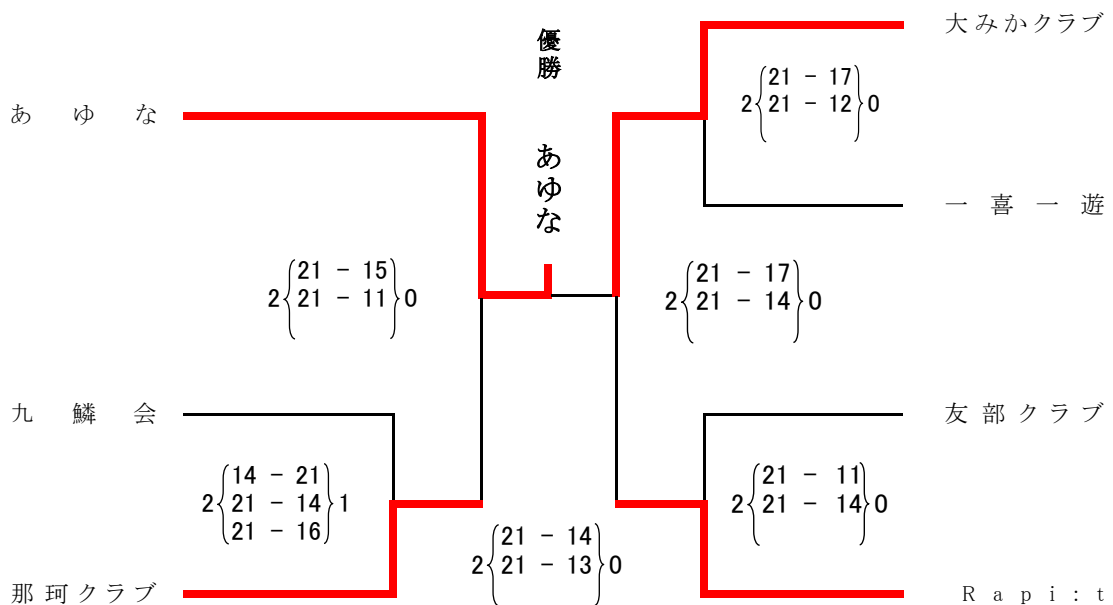 優勝 あゆな
大みかクラブ
21 - 17
2 21 - 12 0
あゆな
一喜一遊
21 - 15
2 21 - 11 0
21 - 17
2 21 - 14 0
九鱗会
友部クラブ
14 - 21
2 21 - 14 1
21 - 16
21 - 11
2 21 - 14 0
21 - 14
2 21 - 13 0
那珂クラブ
Rapi:t